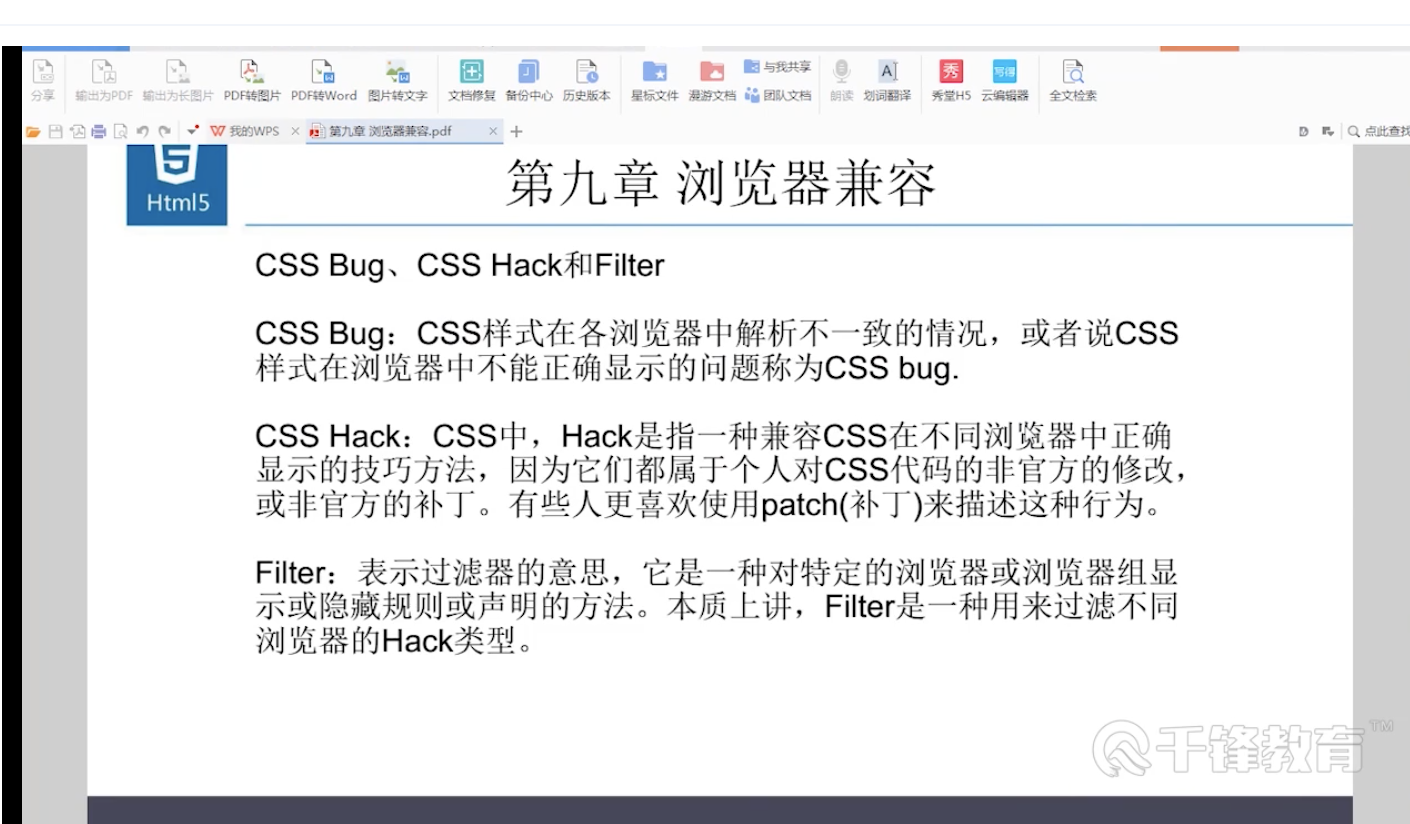 分享 输出为PDF 输出为长图片 PDF转图片 PDF转Word 图片转文字 文档修复 备份中心 历史版本 星标文件 漫游文档 与我共享 团队文档 朗读 划词翻译 秀堂H5 云编辑器 全文检索
秀 写得
我的WPS × 第九章 浏览器兼容.pdf × + 点此查找
5
Html5
第九章 浏览器兼容
CSS Bug、CSS Hack和Filter
CSS Bug：CSS样式在各浏览器中解析不一致的情况，或者说CSS
样式在浏览器中不能正确显示的问题称为CSS bug.
CSS Hack：CSS中，Hack是指一种兼容CSS在不同浏览器中正确
显示的技巧方法，因为它们都属于个人对CSS代码的非官方的修改，
或非官方的补丁。有些人更喜欢使用patch(补丁)来描述这种行为。
Filter：表示过滤器的意思，它是一种对特定的浏览器或浏览器组显
示或隐藏规则或声明的方法。本质上讲，Filter是一种用来过滤不同
浏览器的Hack类型。
千锋教育™